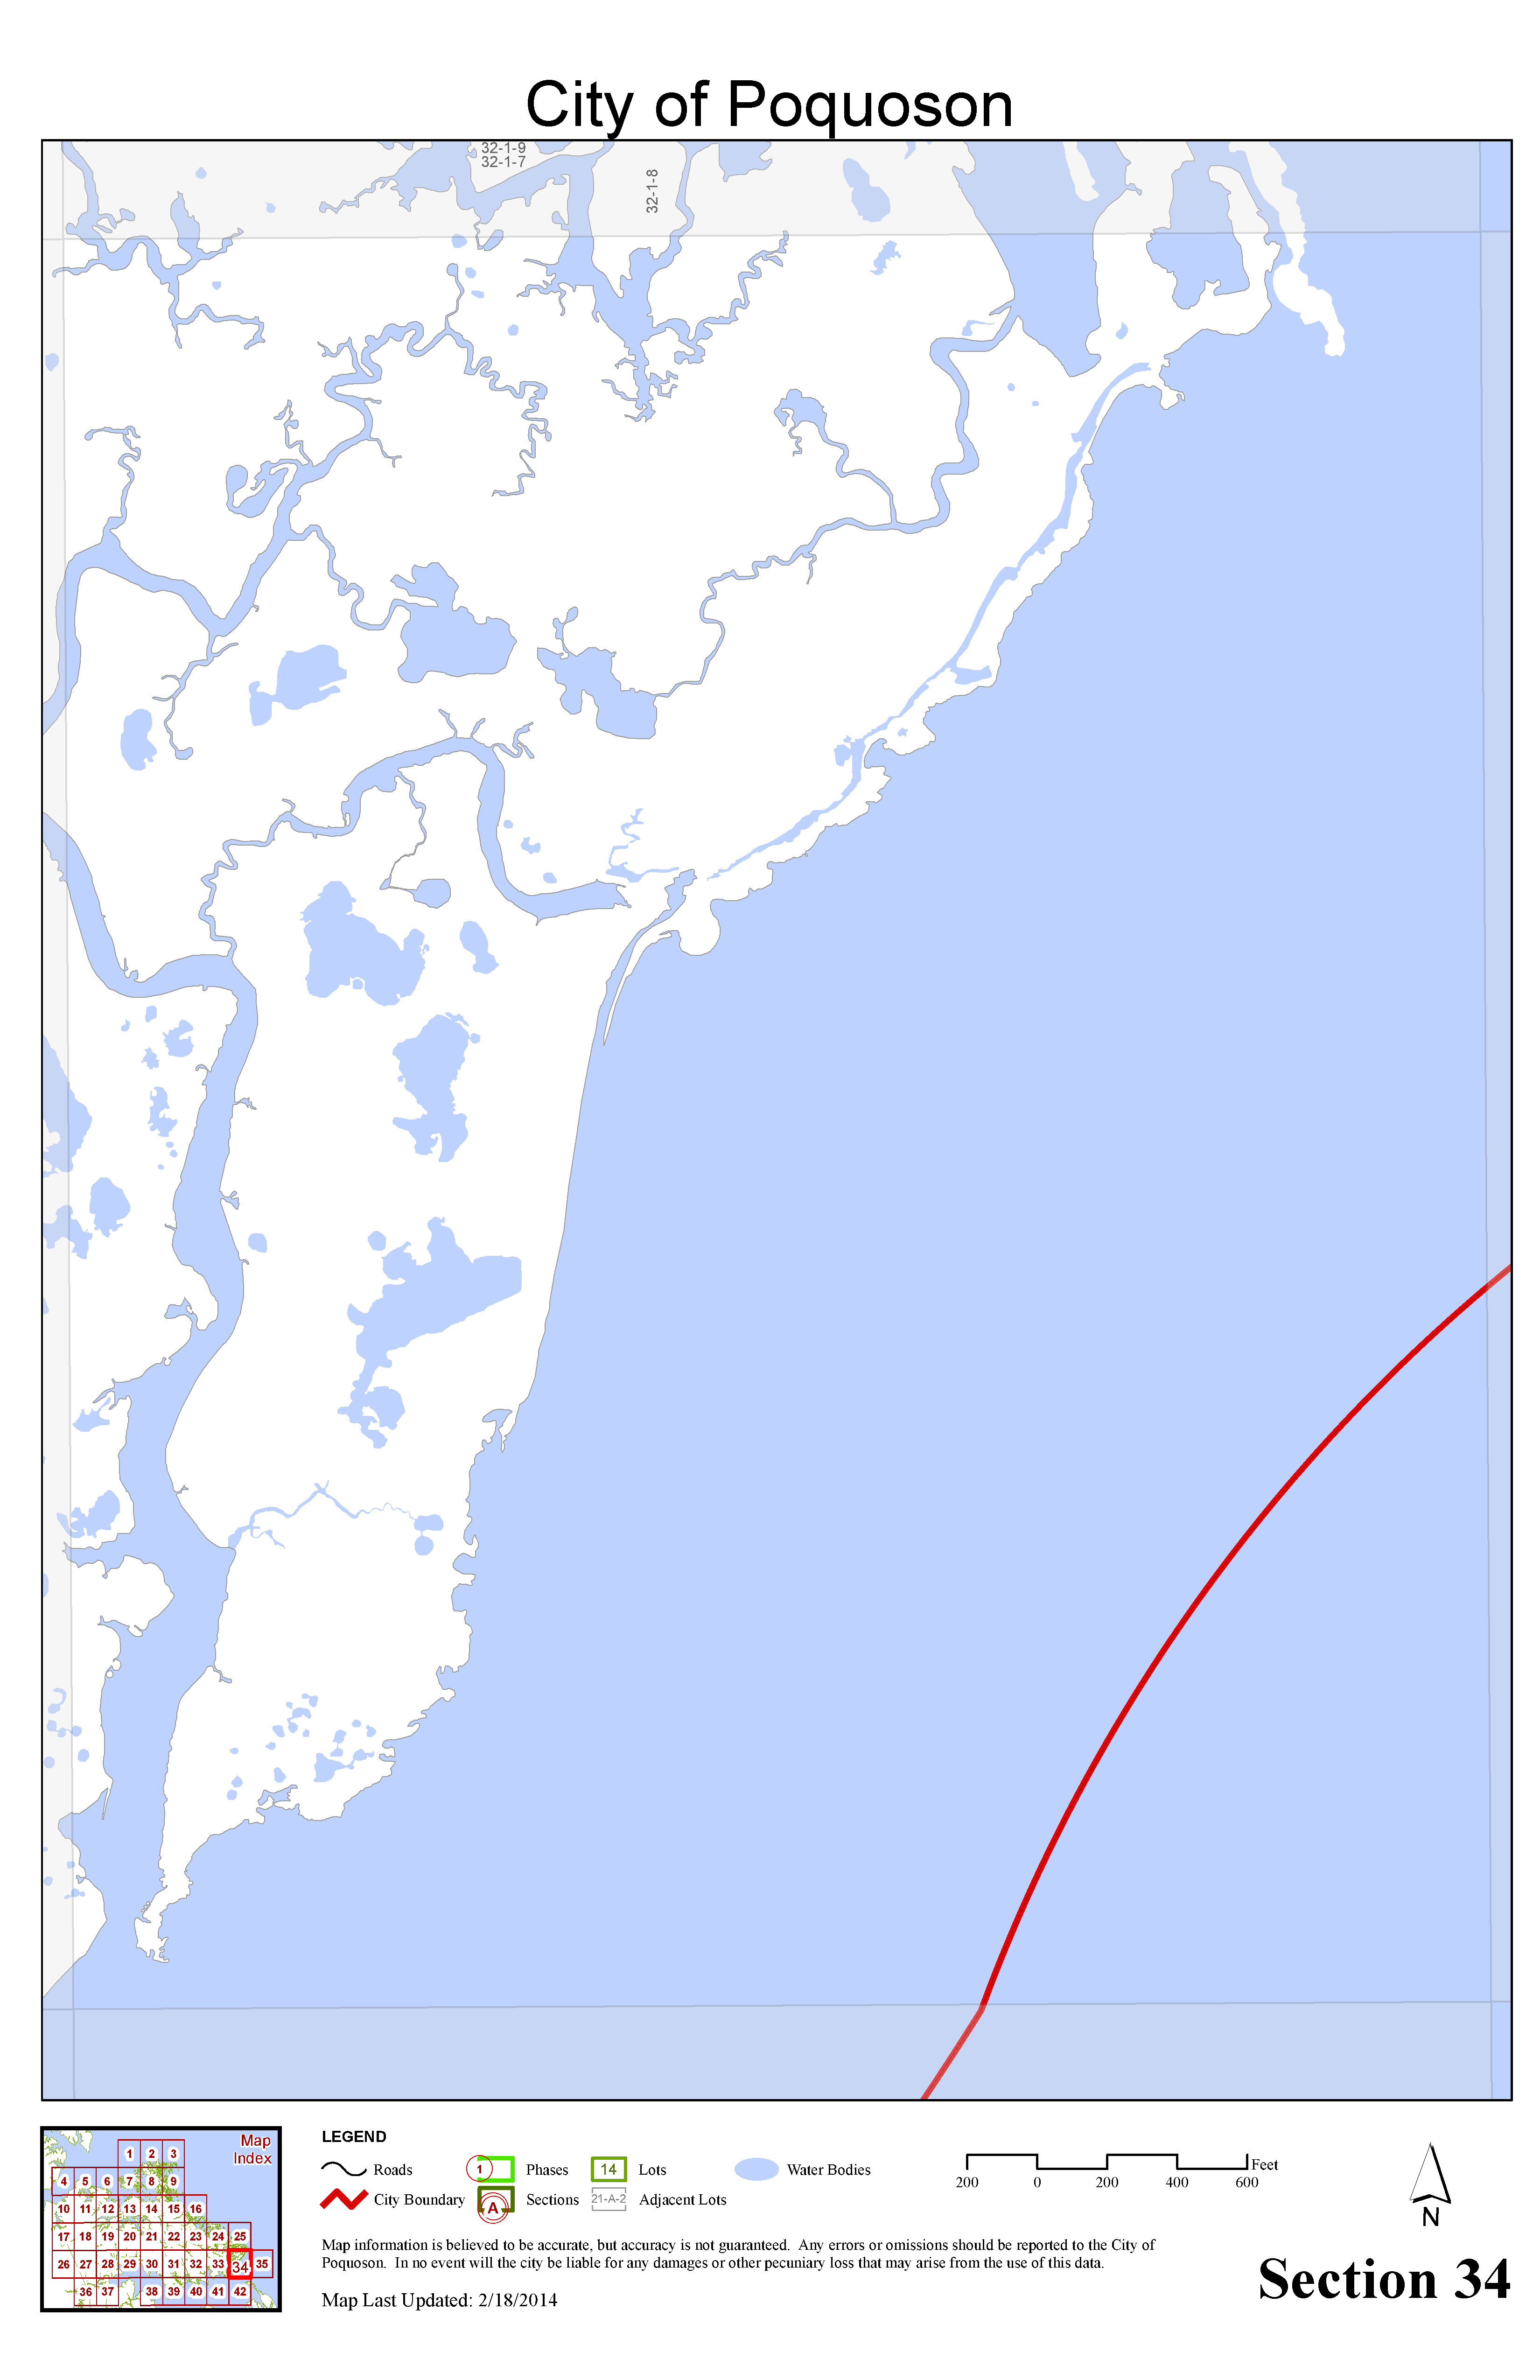 City of Poquoson
32-1-9
32-1-7
32-1-8
Map
Index
1 2 3
4 5 6 7 8 9
10 11 12 13 14 15 16
17 18 19 20 21 22 23 24 25
26 27 28 29 30 31 32 33 34 35
36 37 38 39 40 41 42
LEGEND
Roads
1 Phases
14 Lots
Water Bodies
City Boundary
A Sections
21-A-2 Adjacent Lots
Map information is believed to be accurate, but accuracy is not guaranteed. Any errors or omissions should be reported to the City of
Poquoson. In no event will the city be liable for any damages or other pecuniary loss that may arise from the use of this data.
Map Last Updated: 2/18/2014
Feet
200 0 200 400 600
N
Section 34